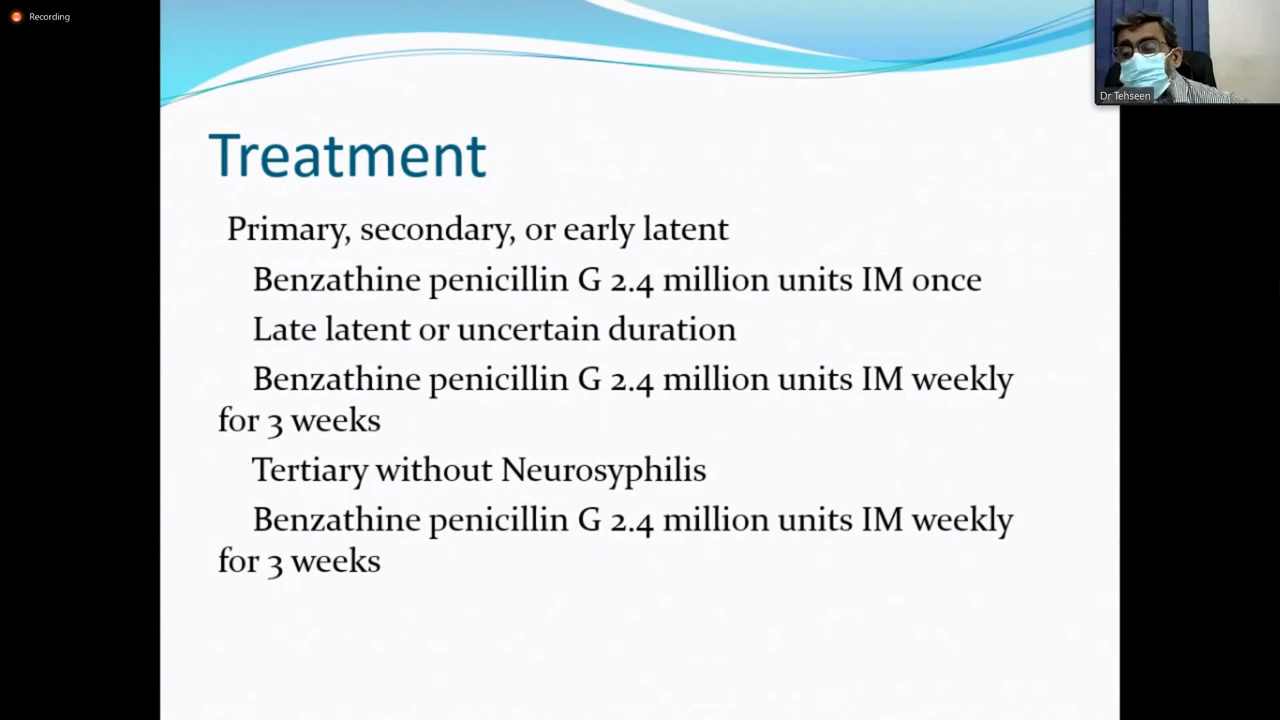 Recording
Dr Tehseen
Treatment
Primary, secondary, or early latent
Benzathine penicillin G 2.4 million units IM once
Late latent or uncertain duration
Benzathine penicillin G 2.4 million units IM weekly
for 3 weeks
Tertiary without Neurosyphilis
Benzathine penicillin G 2.4 million units IM weekly
for 3 weeks